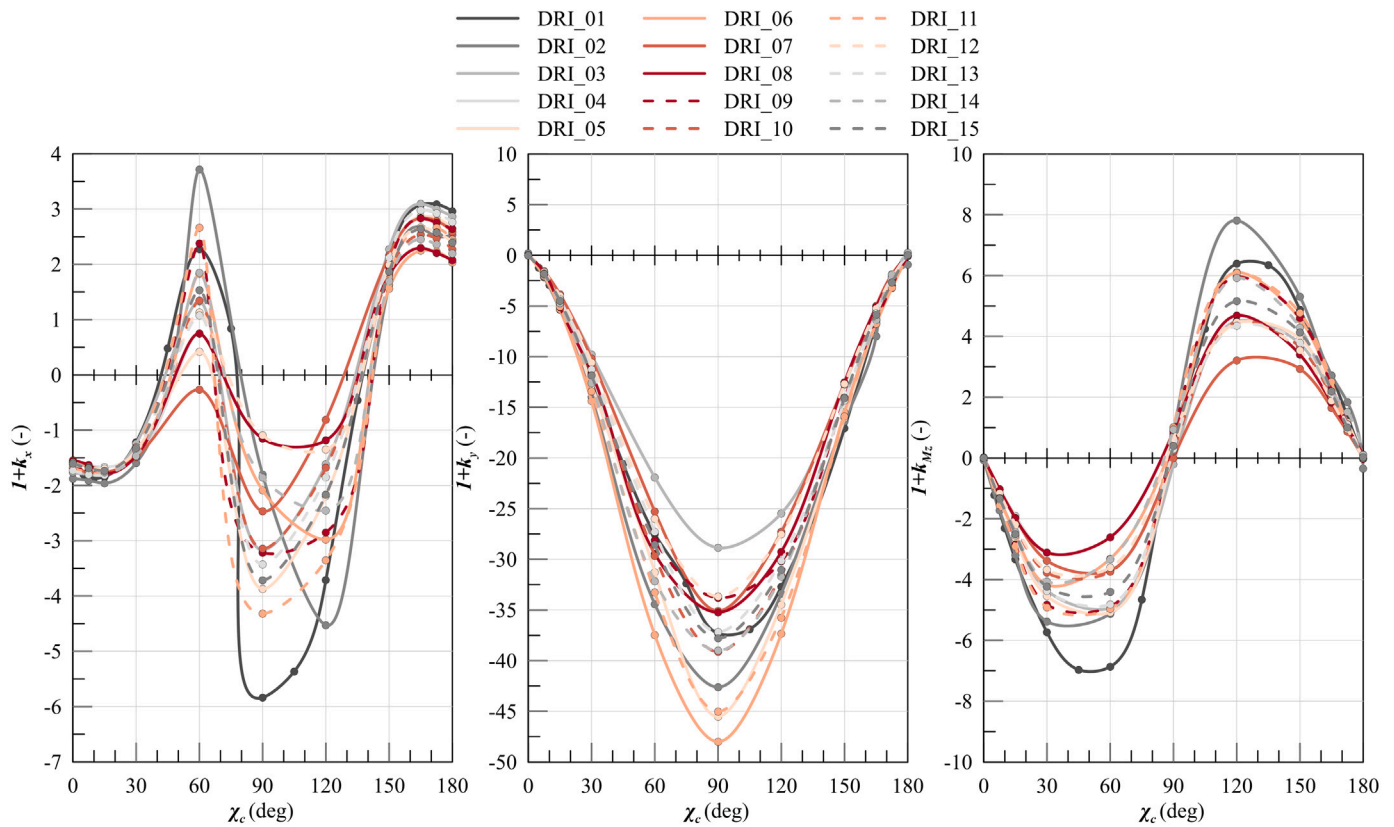 DRI_01 DRI_06 DRI_11
DRI_02 DRI_07 DRI_12
DRI_03 DRI_08 DRI_13
DRI_04 DRI_09 DRI_14
DRI_05 DRI_10 DRI_15
4
3
2
1
0
-1
-2
-3
-4
-5
-6
-7
1+kx (-)
0 30 60 90 120 150 180
χc (deg)
10
5
0
-5
-10
-15
-20
-25
-30
-35
-40
-45
-50
1+ky (-)
0 30 60 90 120 150 180
χc (deg)
10
8
6
4
2
0
-2
-4
-6
-8
-10
1+kMz (-)
0 30 60 90 120 150 180
χc (deg)